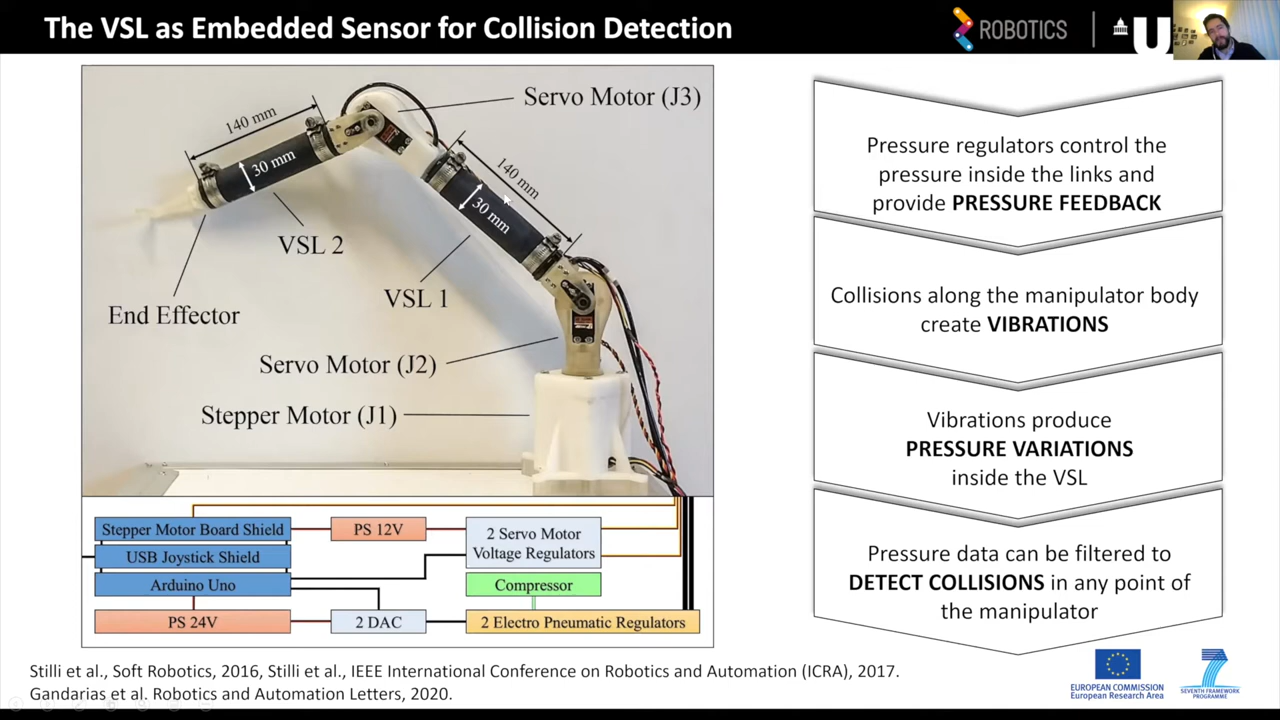 The VSL as Embedded Sensor for Collision Detection
ROBOTICS
U
140 mm
30 mm
Servo Motor (J3)
140 mm
30 mm
VSL 2
VSL 1
End Effector
Servo Motor (J2)
Stepper Motor (J1)
Stepper Motor Board Shield
PS 12V
2 Servo Motor
Voltage Regulators
USB Joystick Shield
Arduino Uno
Compressor
PS 24V
2 DAC
2 Electro Pneumatic Regulators
Pressure regulators control the
pressure inside the links and
provide PRESSURE FEEDBACK
Collisions along the manipulator body
create VIBRATIONS
Vibrations produce
PRESSURE VARIATIONS
inside the VSL
Pressure data can be filtered to
DETECT COLLISIONS in any point of
the manipulator
Stilli et al., Soft Robotics, 2016, Stilli et al., IEEE International Conference on Robotics and Automation (ICRA), 2017.
Gandarias et al. Robotics and Automation Letters, 2020.
EUROPEAN COMMISSION
European Research Area
SEVENTH FRAMEWORK
PROGRAMME